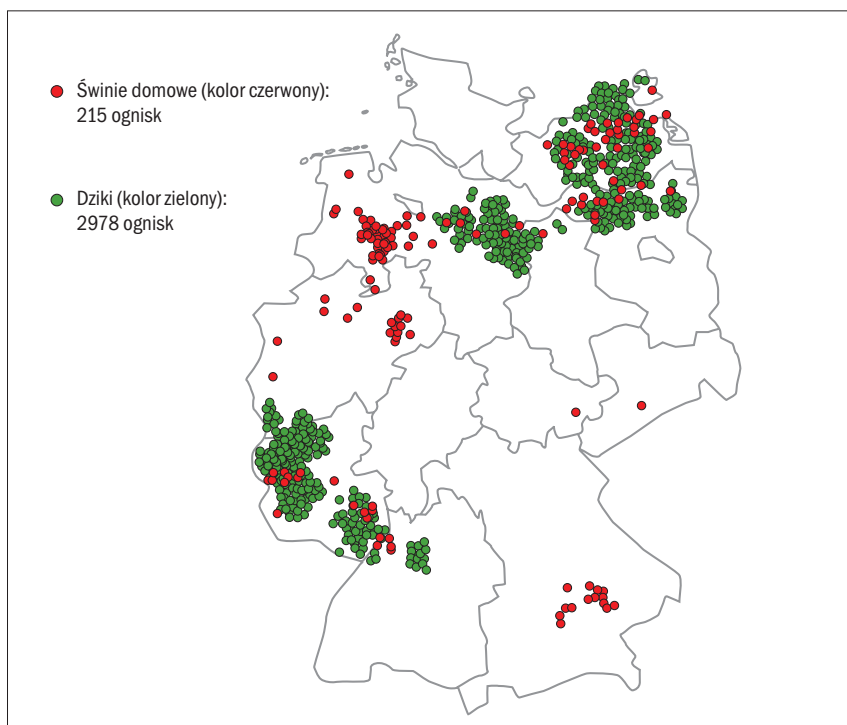 Świnie domowe (kolor czerwony):
215 ognisk
Dziki (kolor zielony):
2978 ognisk